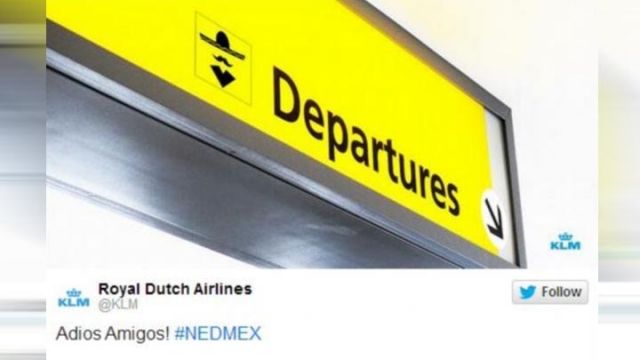 Departures
KLM
KLM
Royal Dutch Airlines
@KLM
Follow
Adios Amigos! #NEDMEX